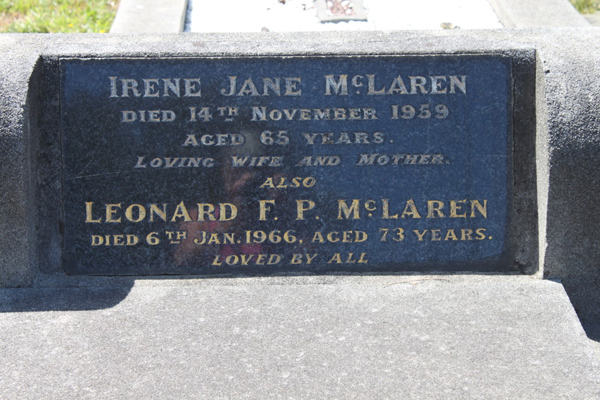 IRENE JANE McLAREN
DIED 14TH NOVEMBER 1959
AGED 65 YEARS.
LOVING WIFE AND MOTHER.
ALSO
LEONARD F. P. McLAREN
DIED 6TH JAN. 1966, AGED 73 YEARS.
LOVED BY ALL